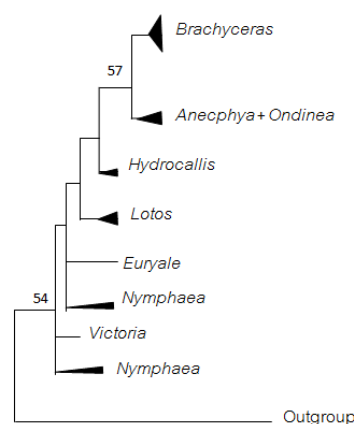 Brachyceras
57
Anecphya + Ondinea
Hydrocallis
Lotos
Euryale
54
Nymphaea
Victoria
Nymphaea
Outgroup